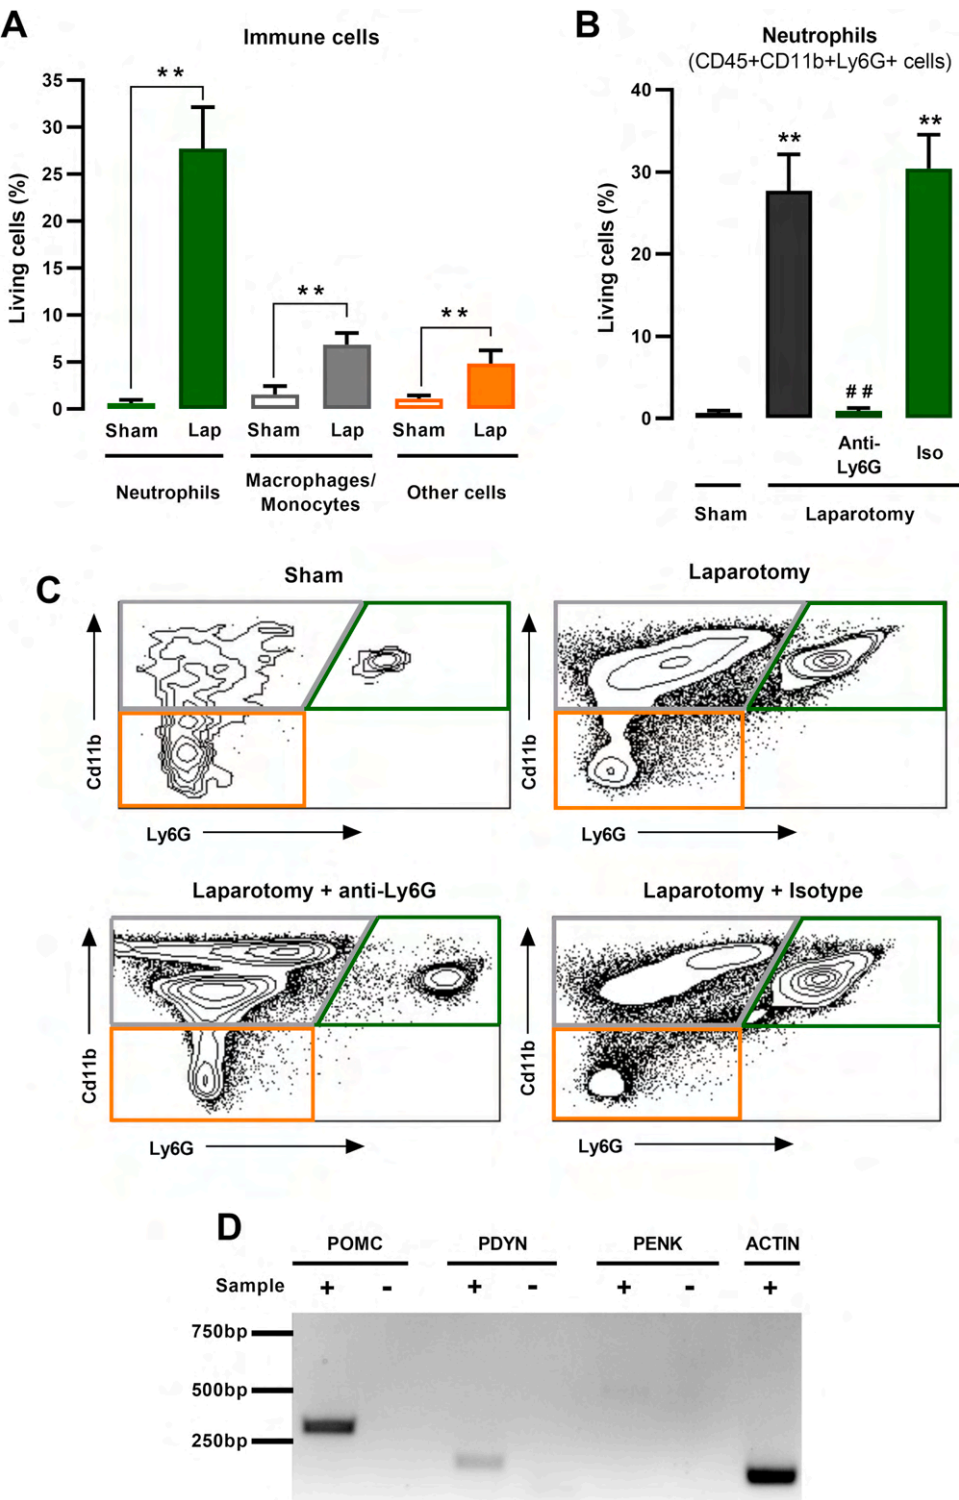 A
Immune cells
Living cells (%)
35
30
25
20
15
10
5
0
**
**
**
Sham
Lap
Sham
Lap
Sham
Lap
Neutrophils
Macrophages/
Monocytes
Other cells
B
Neutrophils
(CD45+CD11b+Ly6G+ cells)
Living cells (%)
40
30
20
10
0
**
##
**
Anti-
Ly6G
Iso
Sham
Laparotomy
C
Sham
Cd11b
Ly6G
Laparotomy
Cd11b
Ly6G
Laparotomy + anti-Ly6G
Cd11b
Ly6G
Laparotomy + Isotype
Cd11b
Ly6G
D
POMC PDYN PENK ACTIN
Sample + - + - + - +
750bp
500bp
250bp